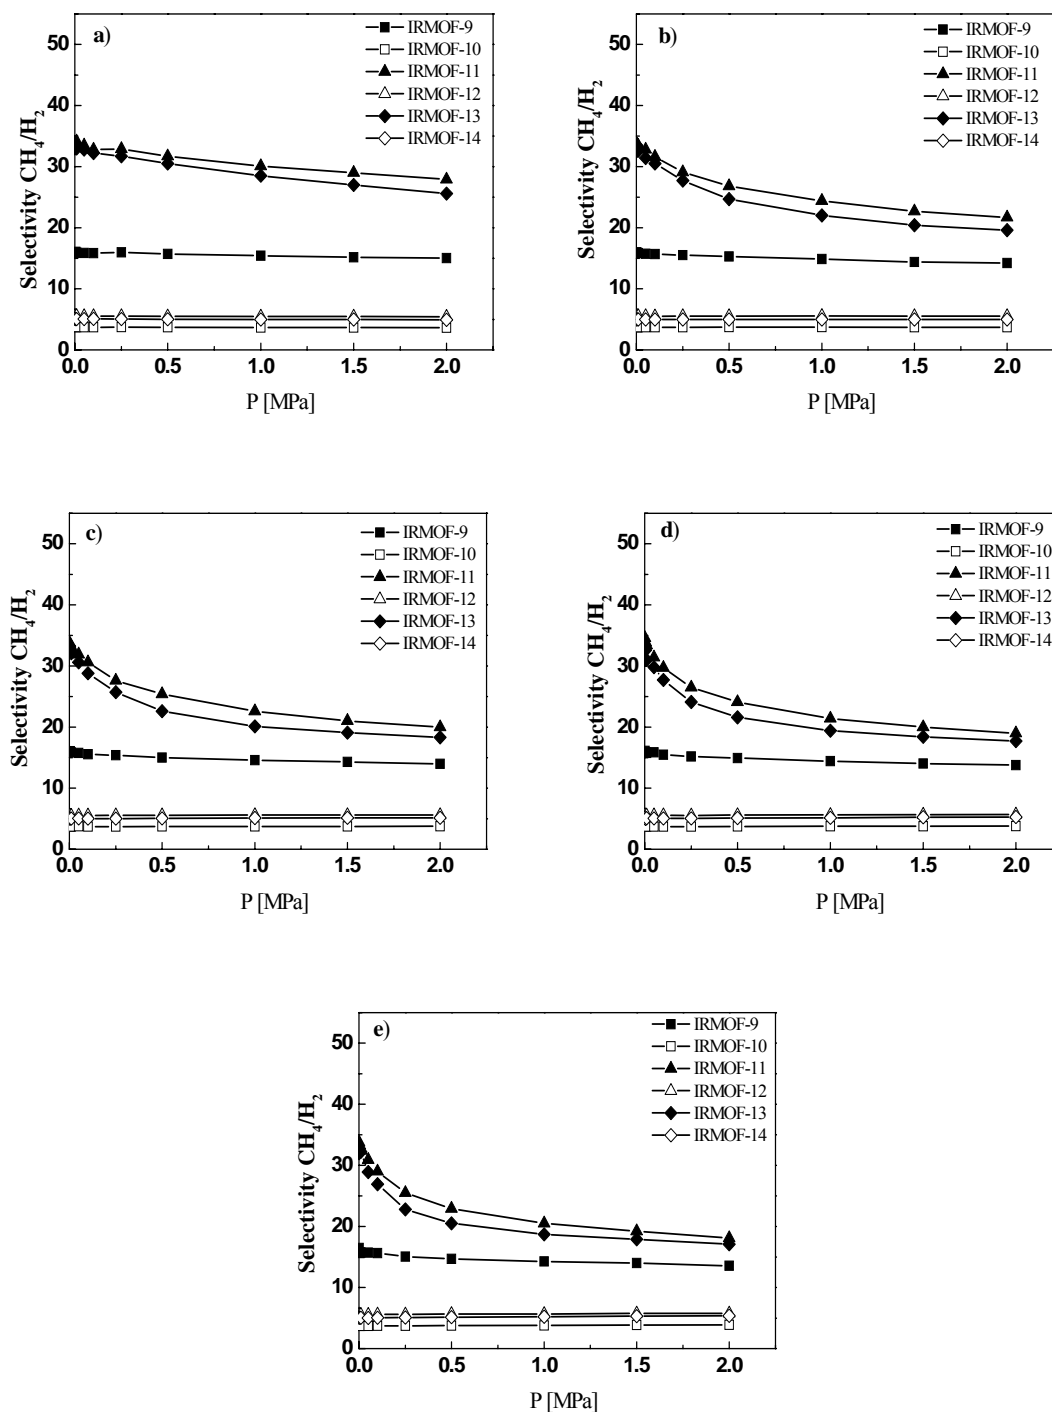 a)
IRMOF-9
IRMOF-10
IRMOF-11
IRMOF-12
IRMOF-13
IRMOF-14
Selectivity CH4/H2
50
40
30
20
10
0
0.0 0.5 1.0 1.5 2.0
P [MPa]
b)
IRMOF-9
IRMOF-10
IRMOF-11
IRMOF-12
IRMOF-13
IRMOF-14
Selectivity CH4/H2
50
40
30
20
10
0
0.0 0.5 1.0 1.5 2.0
P [MPa]
c)
IRMOF-9
IRMOF-10
IRMOF-11
IRMOF-12
IRMOF-13
IRMOF-14
Selectivity CH4/H2
50
40
30
20
10
0
0.0 0.5 1.0 1.5 2.0
P [MPa]
d)
IRMOF-9
IRMOF-10
IRMOF-11
IRMOF-12
IRMOF-13
IRMOF-14
Selectivity CH4/H2
50
40
30
20
10
0
0.0 0.5 1.0 1.5 2.0
P [MPa]
e)
IRMOF-9
IRMOF-10
IRMOF-11
IRMOF-12
IRMOF-13
IRMOF-14
Selectivity CH4/H2
50
40
30
20
10
0
0.0 0.5 1.0 1.5 2.0
P [MPa]